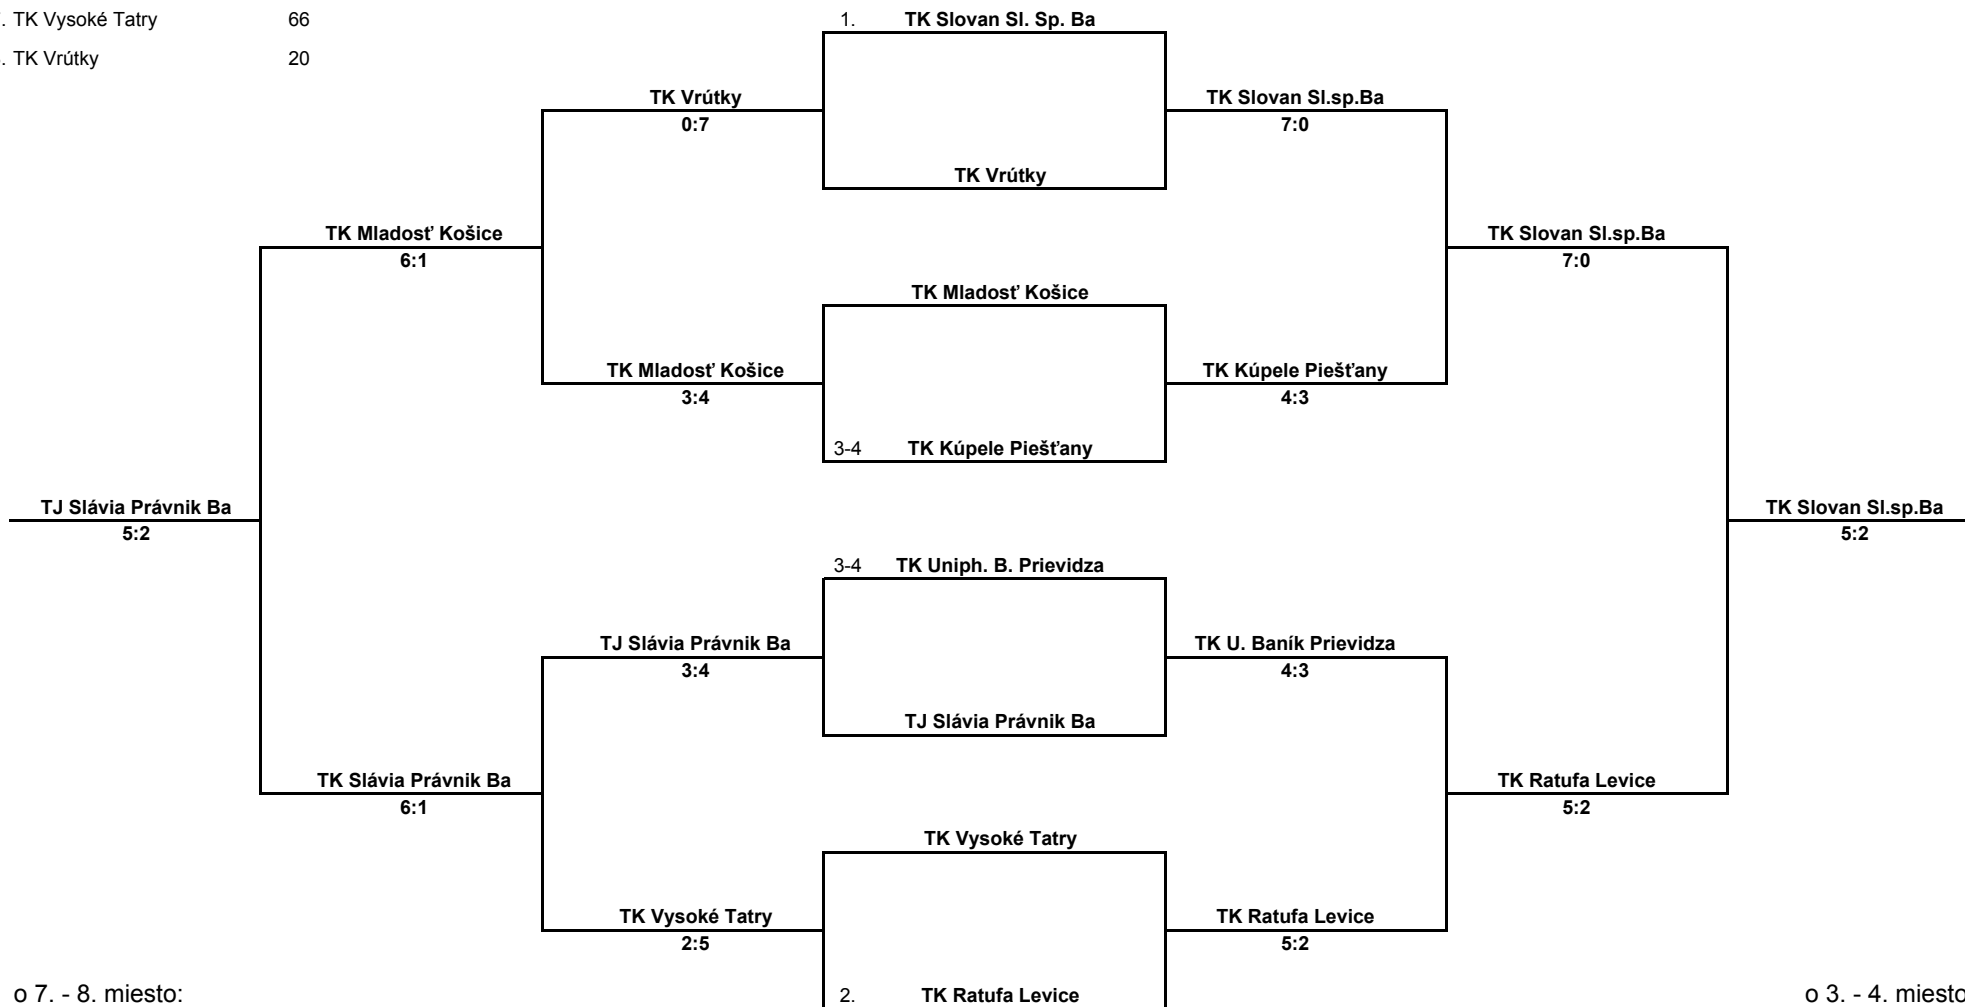 . TK Vysoké Tatry 66
1. TK Slovan Sl. Sp. Ba
. TK Vrútky 20
TK Vrútky
0:7
TK Slovan Sl.sp.Ba
7:0
TK Vrútky
TK Mladosť Košice
6:1
TK Slovan Sl.sp.Ba
7:0
TK Mladosť Košice
TK Mladosť Košice
3:4
TK Kúpele Piešťany
4:3
3-4 TK Kúpele Piešťany
TJ Slávia Právnik Ba
5:2
TK Slovan Sl.sp.Ba
5:2
3-4 TK Uniph. B. Prievidza
TJ Slávia Právnik Ba
3:4
TK U. Baník Prievidza
4:3
TJ Slávia Právnik Ba
TK Slávia Právnik Ba
6:1
TK Ratufa Levice
5:2
TK Vysoké Tatry
TK Vysoké Tatry
2:5
TK Ratufa Levice
5:2
o 7. - 8. miesto:
2. TK Ratufa Levice
o 3. - 4. miesto